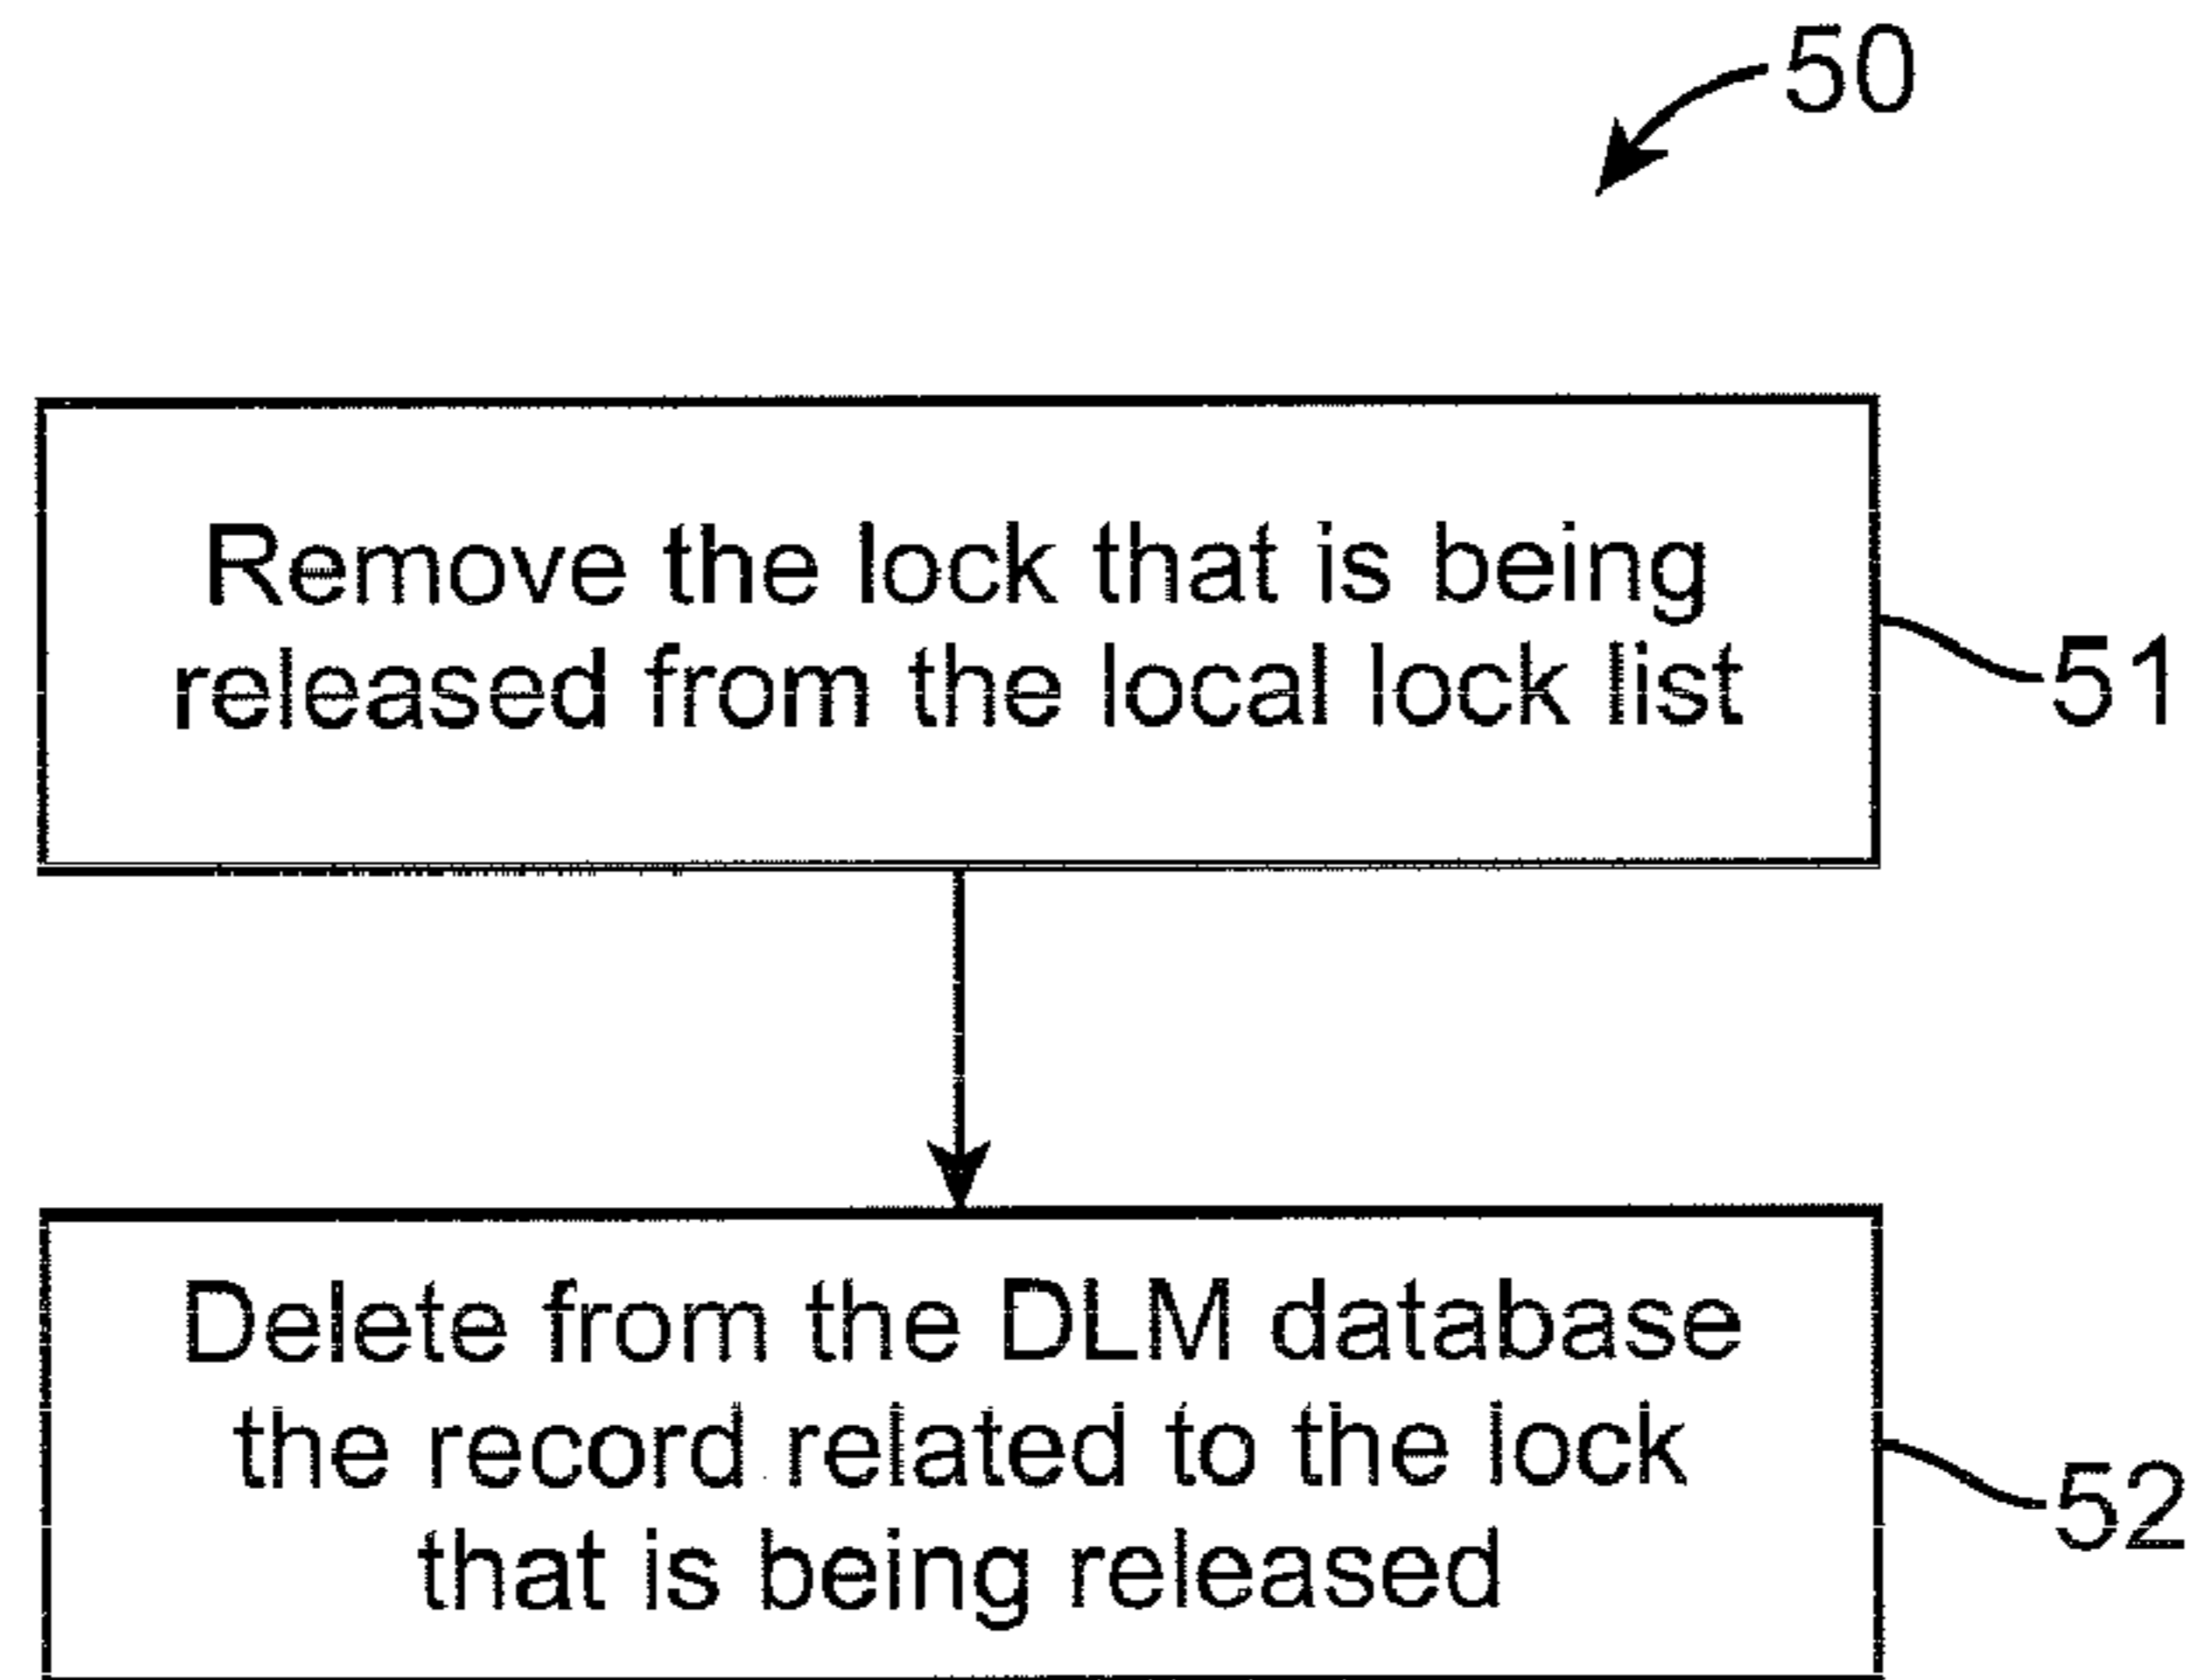 50
Remove the lock that is being
released from the local lock list
51
Delete from the DLM database
the record related to the lock
that is being released
52